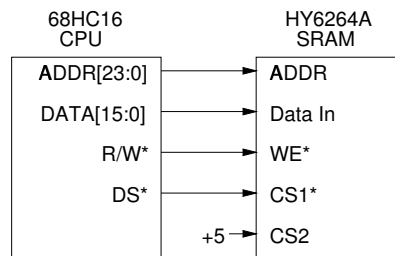 68HC16 HY6264A
CPU SRAM
ADDR[23:0] ADDR
DATA[15:0] Data In
R/W* WE*
DS* CS1*
+5 CS2